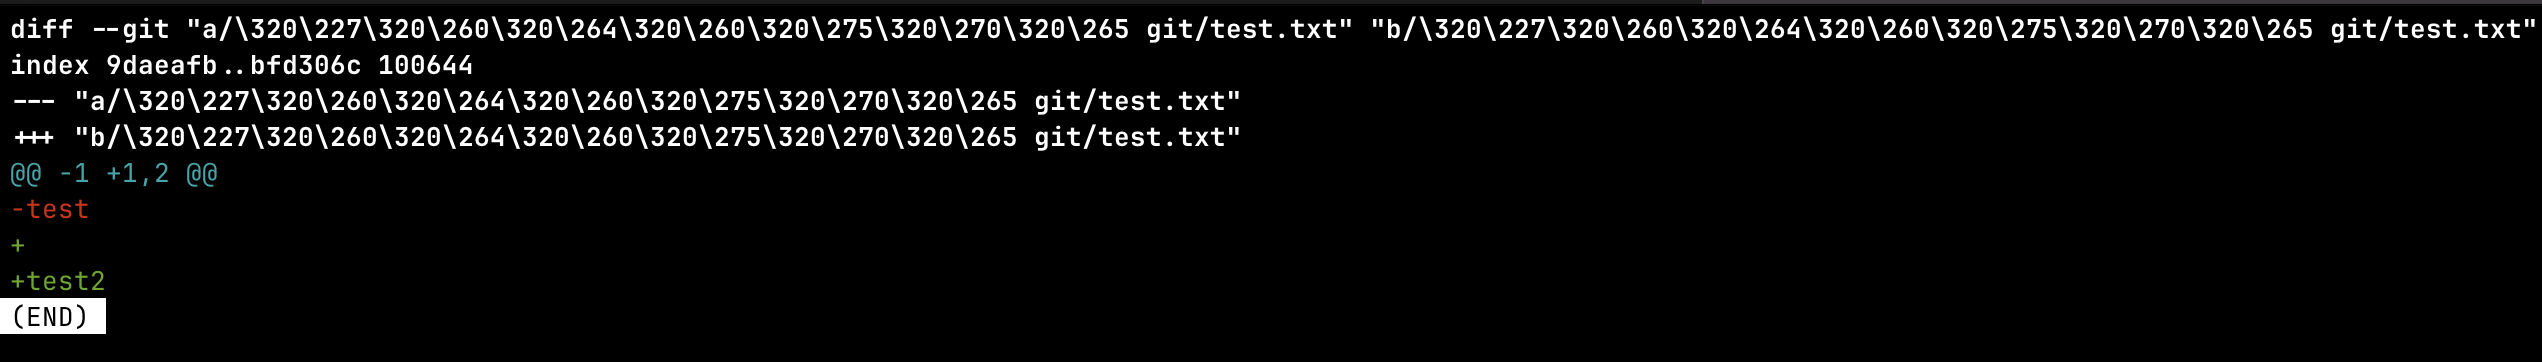 diff --git "a/\320\227\320\260\320\264\320\260\320\275\320\270\320\265 git/test.txt" "b/\320\227\320\260\320\264\320\260\320\275\320\270\320\265 git/test.txt"
index 9daeafb..bfd306c 100644
--- "a/\320\227\320\260\320\264\320\260\320\275\320\270\320\265 git/test.txt"
+++ "b/\320\227\320\260\320\264\320\260\320\275\320\270\320\265 git/test.txt"
@@ -1 +1,2 @@
-test
+
+test2
(END)